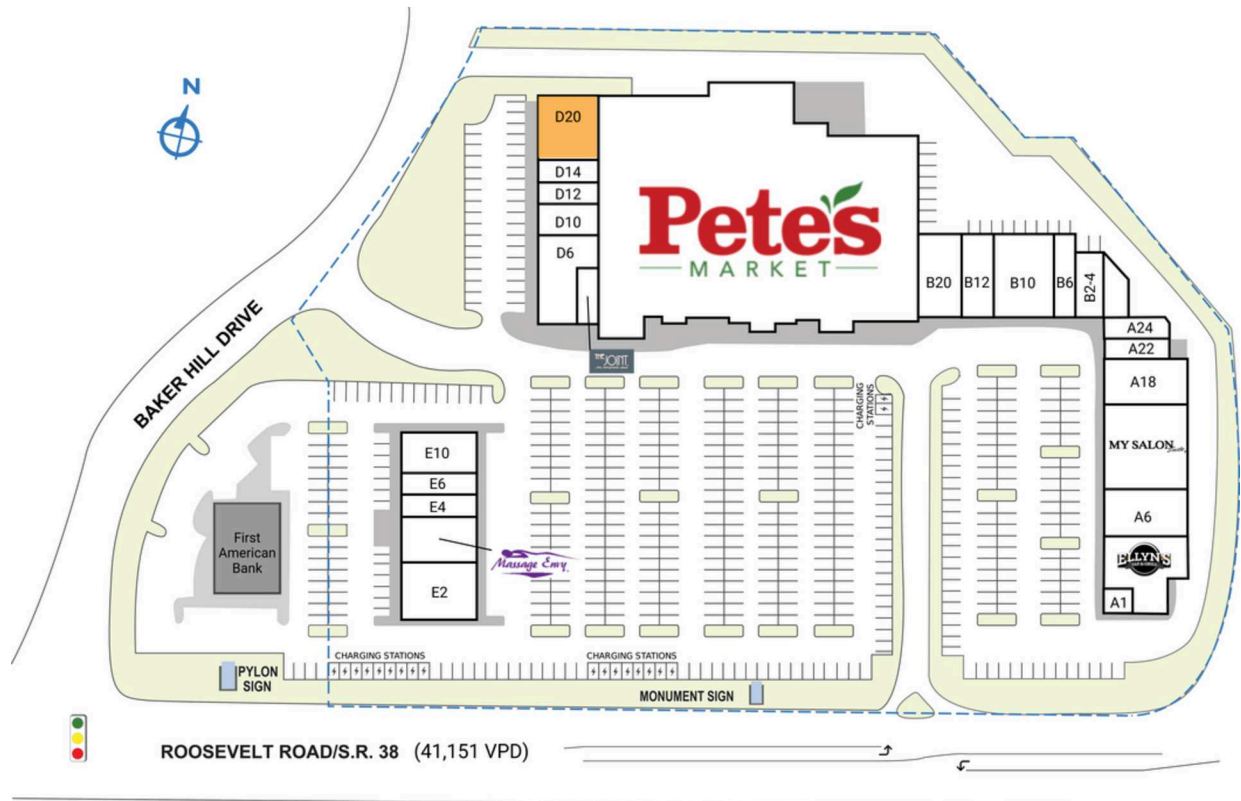 N
D20
D14
D12
D10
D6
Pete's
MARKET
B20
B12
B10
B6
B2-4
THE JOINT
A24
A22
A18
MY SALON
A6
ELLYN'S
A1
BAKER HILL DRIVE
CHARGING
STATIONS
E10
E6
E4
Massage Envy
E2
First
American
Bank
CHARGING STATIONS
CHARGING STATIONS
PYLON
SIGN
MONUMENT SIGN
ROOSEVELT ROAD/S.R. 38 (41,151 VPD)